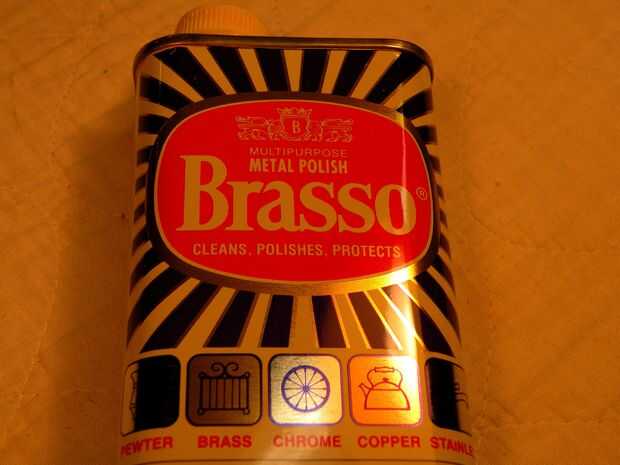 B
MULTIPURPOSE
METAL POLISH
Brasso®
CLEANS, POLISHES, PROTECTS
PEWTER BRASS CHROME COPPER STAINLE